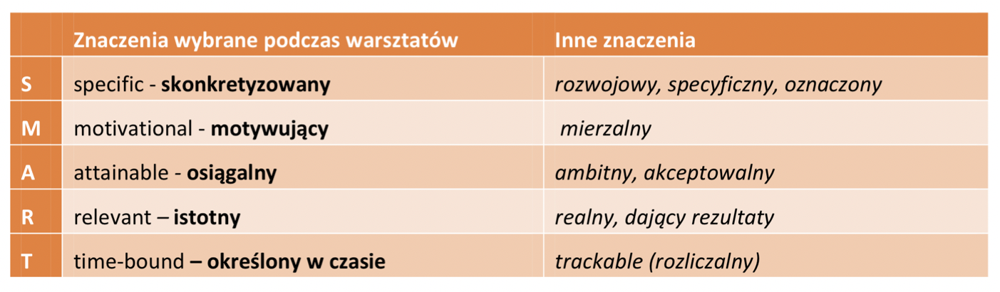 Znaczenia wybrane podczas warsztatów Inne znaczenia
S specific - skonkretyzowany rozwojowy, specyficzny, oznaczony
M motivational - motywujący mierzalny
A attainable - osiągalny ambitny, akceptowalny
R relevant – istotny realny, dający rezultaty
T time-bound – określony w czasie trackable (rozliczalny)